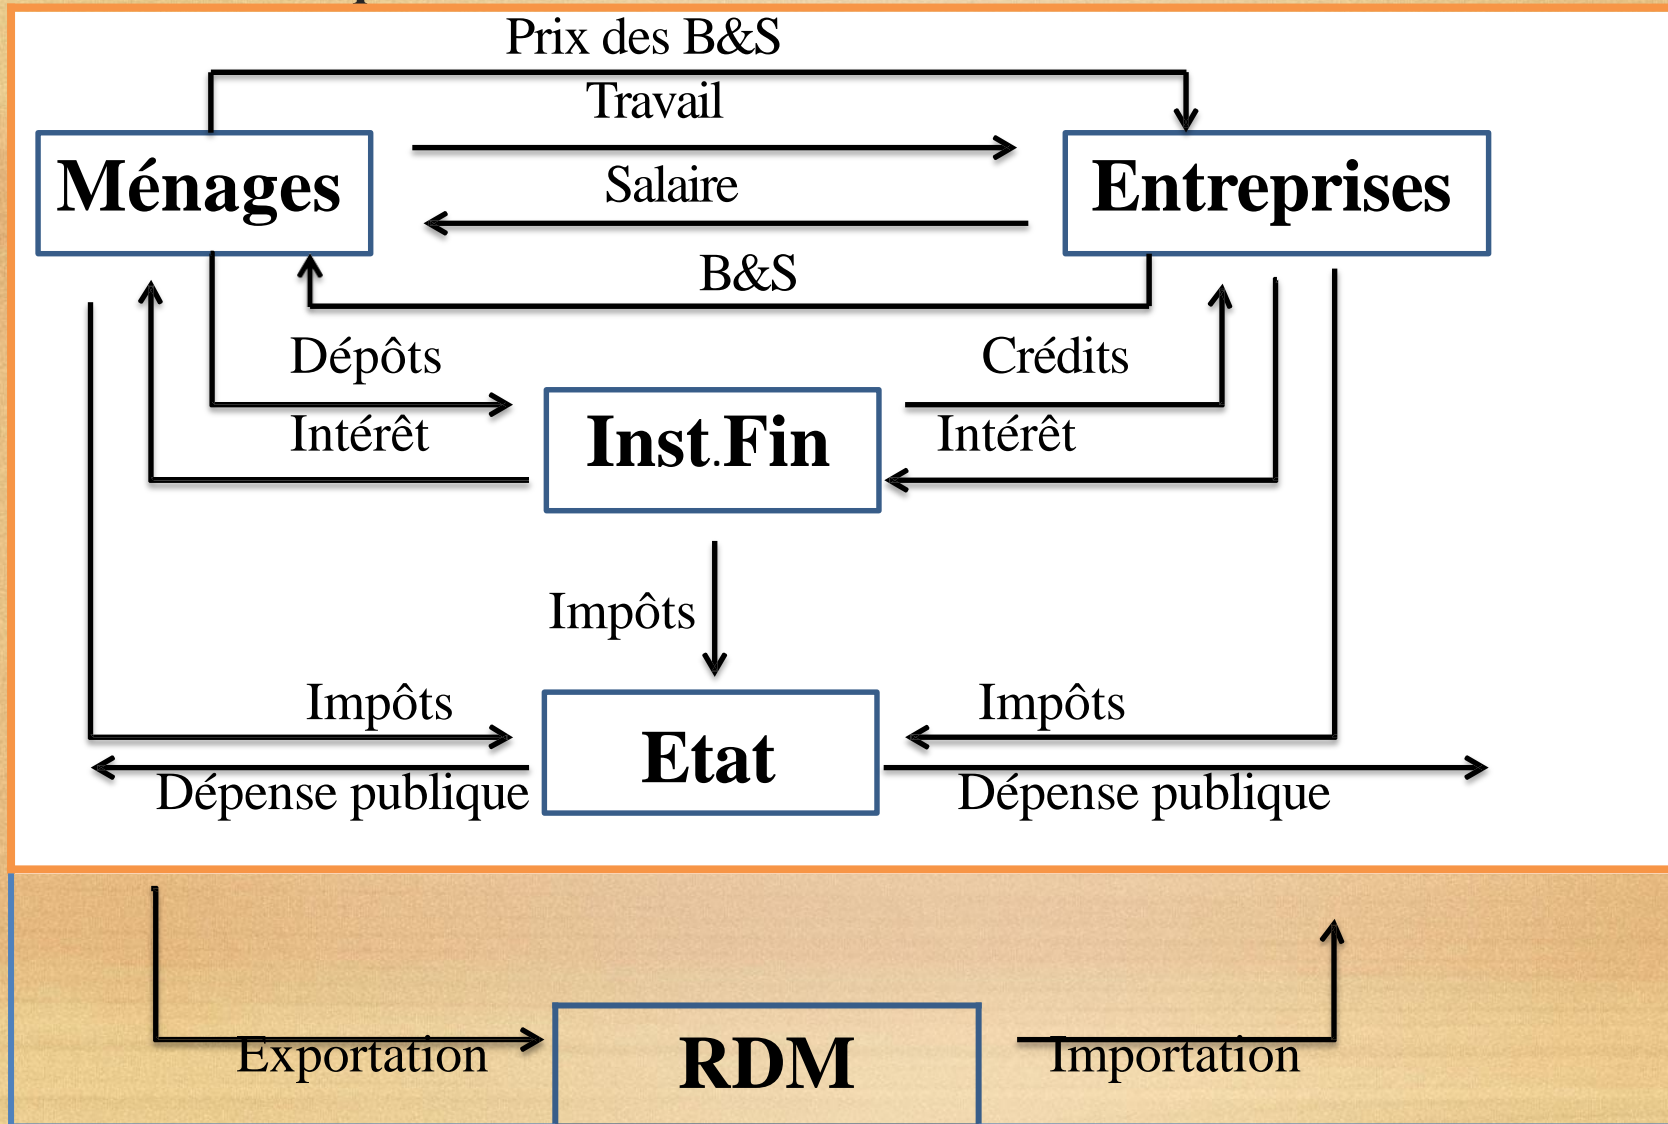 Prix des B&S
Travail
Ménages
Salaire
Entreprises
B&S
Dépôts
Crédits
Intérêt
Inst.Fin
Intérêt
Impôts
Impôts
Impôts
Etat
Dépense publique
Dépense publique
Exportation
RDM
Importation